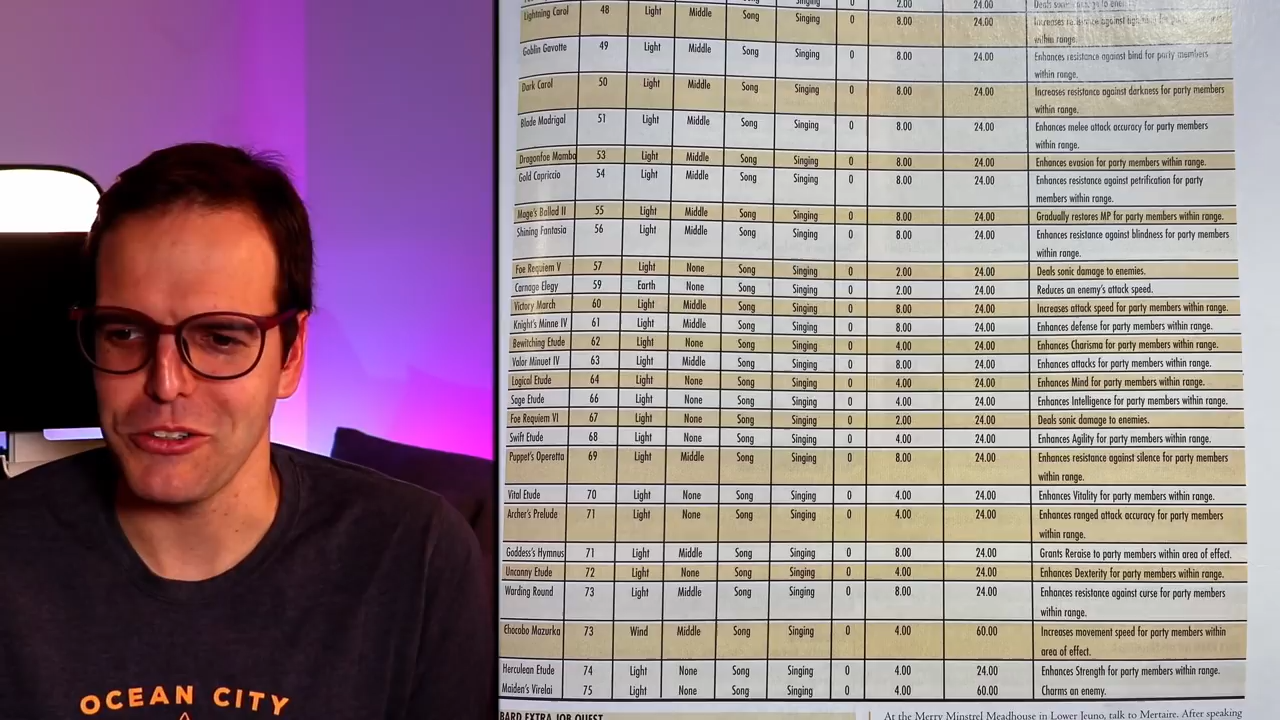 2.00 24.00
Lightning Carol 48 Light Middle Song Singing 0 8.00 24.00 Increases resistance against
within range.
Goblin Gavotte 49 Light Middle Song Singing 0 8.00 24.00 Enhances resistance against bind for party members
within range.
Dark Carol 50 Light Middle Song Singing 0 8.00 24.00 Increases resistance against darkness for party members
within range.
Blade Madrigal 51 Light Middle Song Singing 0 8.00 24.00 Enhances melee attack accuracy for party members
within range.
Dragonfoe Mambo 53 Light Middle Song Singing 0 8.00 24.00 Enhances evasion for party members within range.
Gold Capriccio 54 Light Middle Song Singing 0 8.00 24.00 Enhances resistance against petrification for party
members within range.
Mage's Ballad II 55 Light Middle Song Singing 0 8.00 24.00 Gradually restores MP for party members within range.
Shining Fantasia 56 Light Middle Song Singing 0 8.00 24.00 Enhances resistance against blindness for party members
within range.
Foe Requiem V 57 Light None Song Singing 0 2.00 24.00 Deals sonic damage to enemies.
Carnage Elegy 59 Earth None Song Singing 0 2.00 24.00 Reduces an enemy's attack speed.
Victory March 60 Light Middle Song Singing 0 8.00 24.00 Increases attack speed for party members within range.
Knight's Minne IV 61 Light Middle Song Singing 0 8.00 24.00 Enhances defense for party members within range.
Bewitching Etude 62 Light None Song Singing 0 4.00 24.00 Enhances Charisma for party members within range.
Valor Minuet IV 63 Light Middle Song Singing 0 8.00 24.00 Enhances attacks for party members within range.
Logical Etude 64 Light None Song Singing 0 4.00 24.00 Enhances Mind for party members within range.
Sage Etude 66 Light None Song Singing 0 4.00 24.00 Enhances Intelligence for party members within range.
Foe Requiem VI 67 Light None Song Singing 0 2.00 24.00 Deals sonic damage to enemies.
Swift Etude 68 Light None Song Singing 0 4.00 24.00 Enhances Agility for party members within range.
Puppet's Operetta 69 Light Middle Song Singing 0 8.00 24.00 Enhances resistance against silence for party members
within range.
Vital Etude 70 Light None Song Singing 0 4.00 24.00 Enhances Vitality for party members within range.
Archer's Prelude 71 Light None Song Singing 0 4.00 24.00 Enhances ranged attack accuracy for party members
within range.
Goddess's Hymnus 71 Light Middle Song Singing 0 8.00 24.00 Grants Reraise to party members within area of effect.
Uncanny Etude 72 Light None Song Singing 0 4.00 24.00 Enhances Dexterity for party members within range.
Warding Round 73 Light Middle Song Singing 0 8.00 24.00 Enhances resistance against curse for party members
within range.
Chocobo Mazurka 73 Wind Middle Song Singing 0 4.00 60.00 Increases movement speed for party members within
area of effect.
Herculean Etude 74 Light None Song Singing 0 4.00 24.00 Enhances Strength for party members within range.
Maiden's Virelai 75 Light None Song Singing 0 4.00 60.00 Charms an enemy.
BARD EXTRA JOB QUEST
At the Merry Minstrel Meadhouse in Lower Jeuno, talk to Mertaire. After speaking
OCEAN CITY